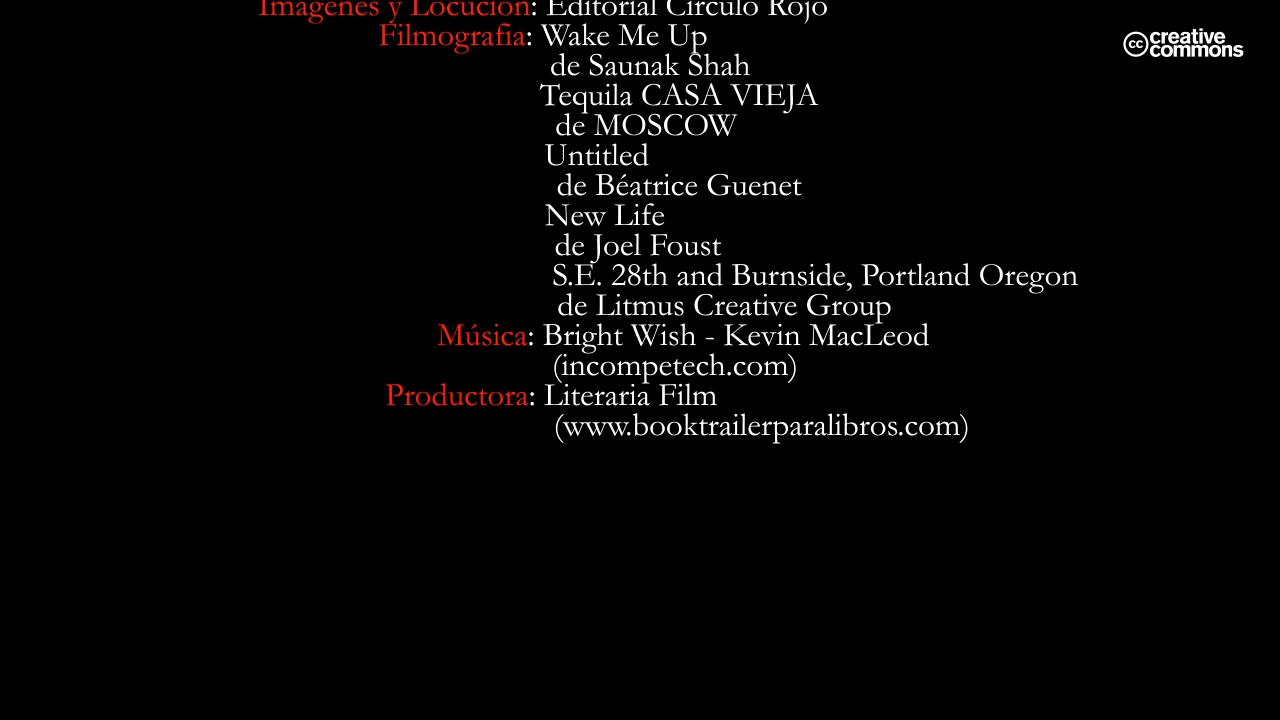 Imágenes y Locución: Editorial Círculo Rojo
Filmografia: Wake Me Up
de Saunak Shah
Tequila CASA VIEJA
de MOSCOW
Untitled
de Béatrice Guenet
New Life
de Joel Foust
S.E. 28th and Burnside, Portland Oregon
de Litmus Creative Group
Música: Bright Wish - Kevin MacLeod
(incompetech.com)
Productora: Literaria Film
(www.booktrailerparalibros.com)
cc creative
commons